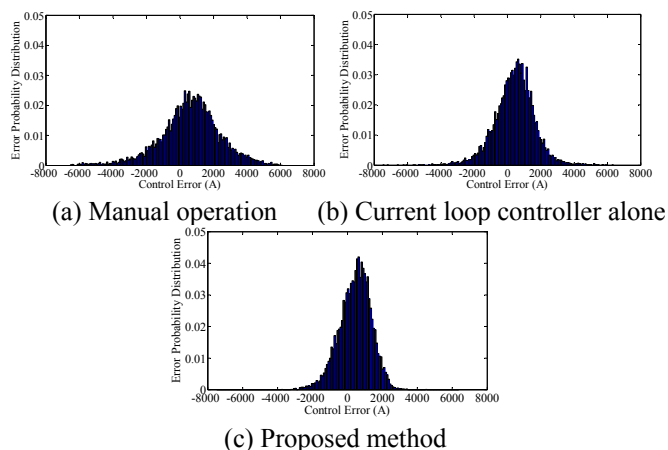 0.05
0.04
0.03
0.02
0.01
0
Error Probability Distribution
-8000 -6000 -4000 -2000 0 2000 4000 6000 8000
Control Error (A)
(a) Manual operation
0.05
0.04
0.03
0.02
0.01
0
Error Probability Distribution
-8000 -6000 -4000 -2000 0 2000 4000 6000 8000
Control Error (A)
(b) Current loop controller alone
0.05
0.04
0.03
0.02
0.01
0
Error Probability Distribution
-8000 -6000 -4000 -2000 0 2000 4000 6000 8000
Control Error (A)
(c) Proposed method